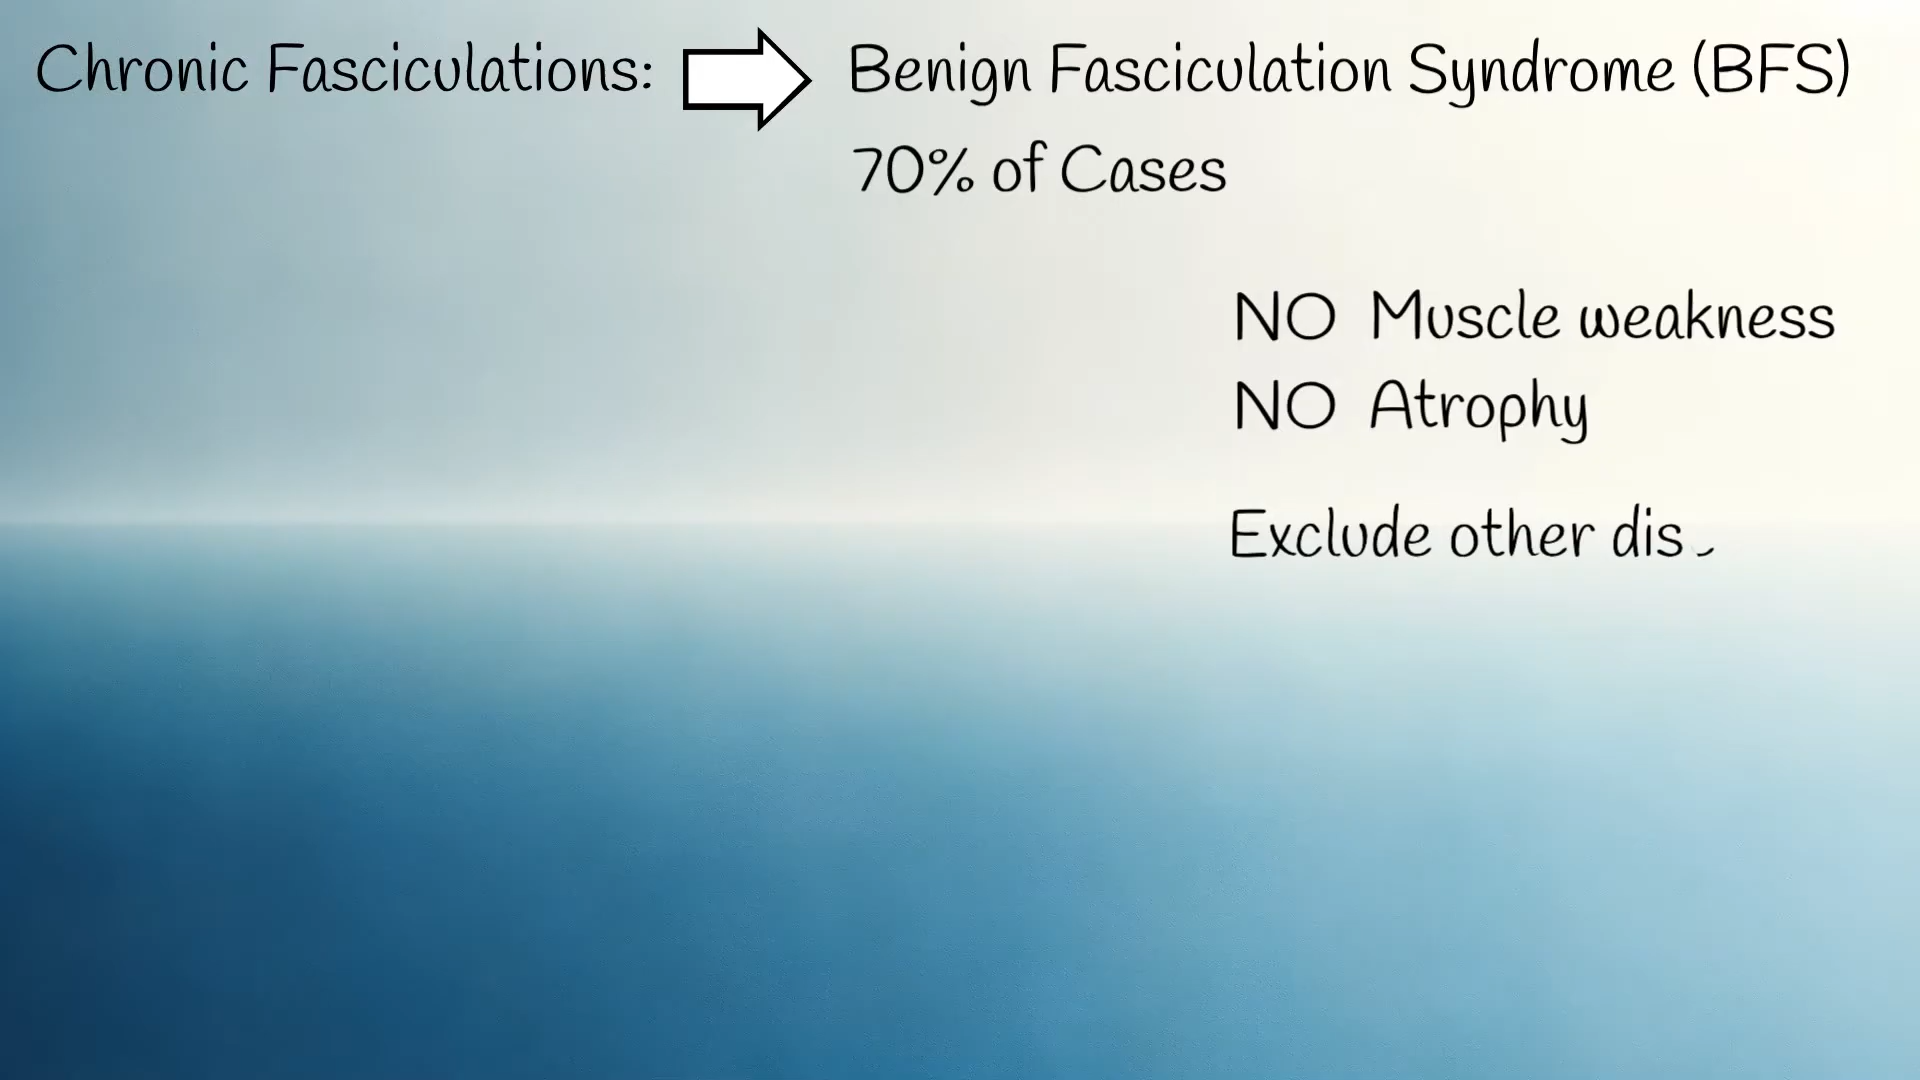 Chronic Fasciculations: Benign Fasciculation Syndrome (BFS)
70% of Cases
NO Muscle weakness
NO Atrophy
Exclude other dis